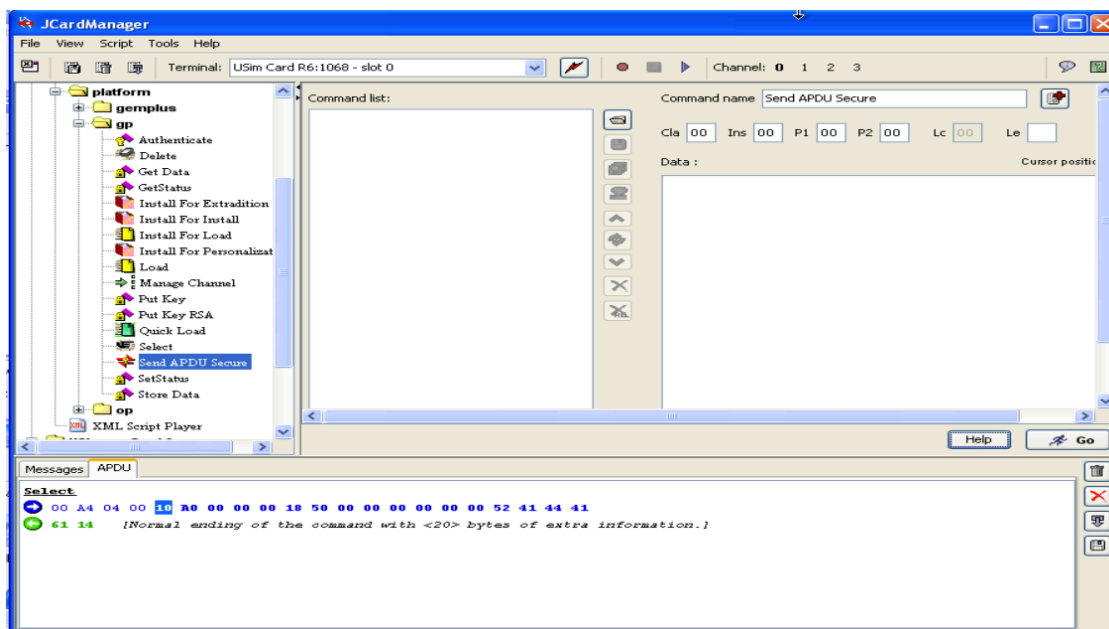 JCardManager
File View Script Tools Help
Terminal: USim Card R6:1068 - slot 0
Channel: 0 1 2 3
platform
gemplus
gp
Authenticate
Delete
Get Data
GetStatus
Install For Extradition
Install For Install
Install For Load
Install For Personalizat
Load
Manage Channel
Put Key
Put Key RSA
Quick Load
Select
Send APDU Secure
SetStatus
Store Data
op
XML Script Player
Command list:
Command name Send APDU Secure
Cla 00 Ins 00 P1 00 P2 00 Lc 00 Le
Data : Cursor positic
Help Go
Messages APDU
Select
00 A4 04 00 10 A0 00 00 00 18 50 00 00 00 00 00 00 52 41 44 41
61 14 [Normal ending of the command with <20> bytes of extra information.]